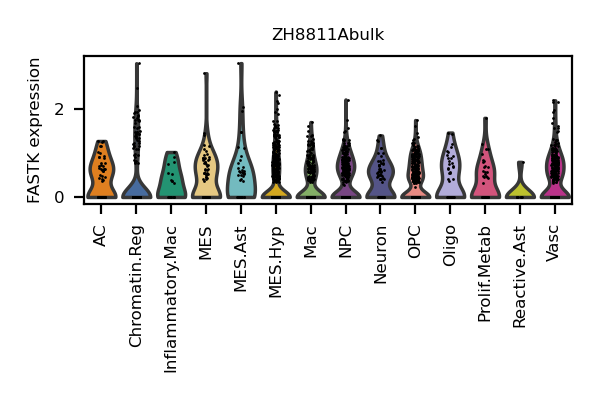 ZH8811Abulk
FASTK expression
2
0
AC
Chromatin.Reg
Inflammatory.Mac
MES
MES.Ast
MES.Hyp
Mac
NPC
Neuron
OPC
Oligo
Prolif.Metab
Reactive.Ast
Vasc